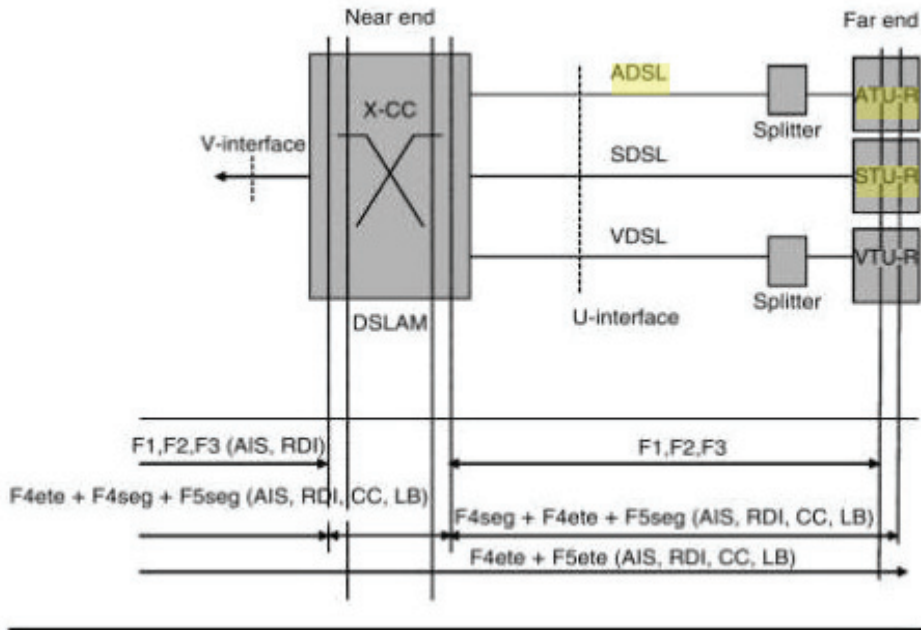 Near end
Far end
ADSL
ATU-R
X-CC
Splitter
V-interface
SDSL
STU-R
VDSL
VTU-R
Splitter
DSLAM
U-interface
F1,F2,F3 (AIS, RDI)
F1,F2,F3
F4ete + F4seg + F5seg (AIS, RDI, CC, LB)
F4seg + F4ete + F5seg (AIS, RDI, CC, LB)
F4ete + F5ete (AIS, RDI, CC, LB)